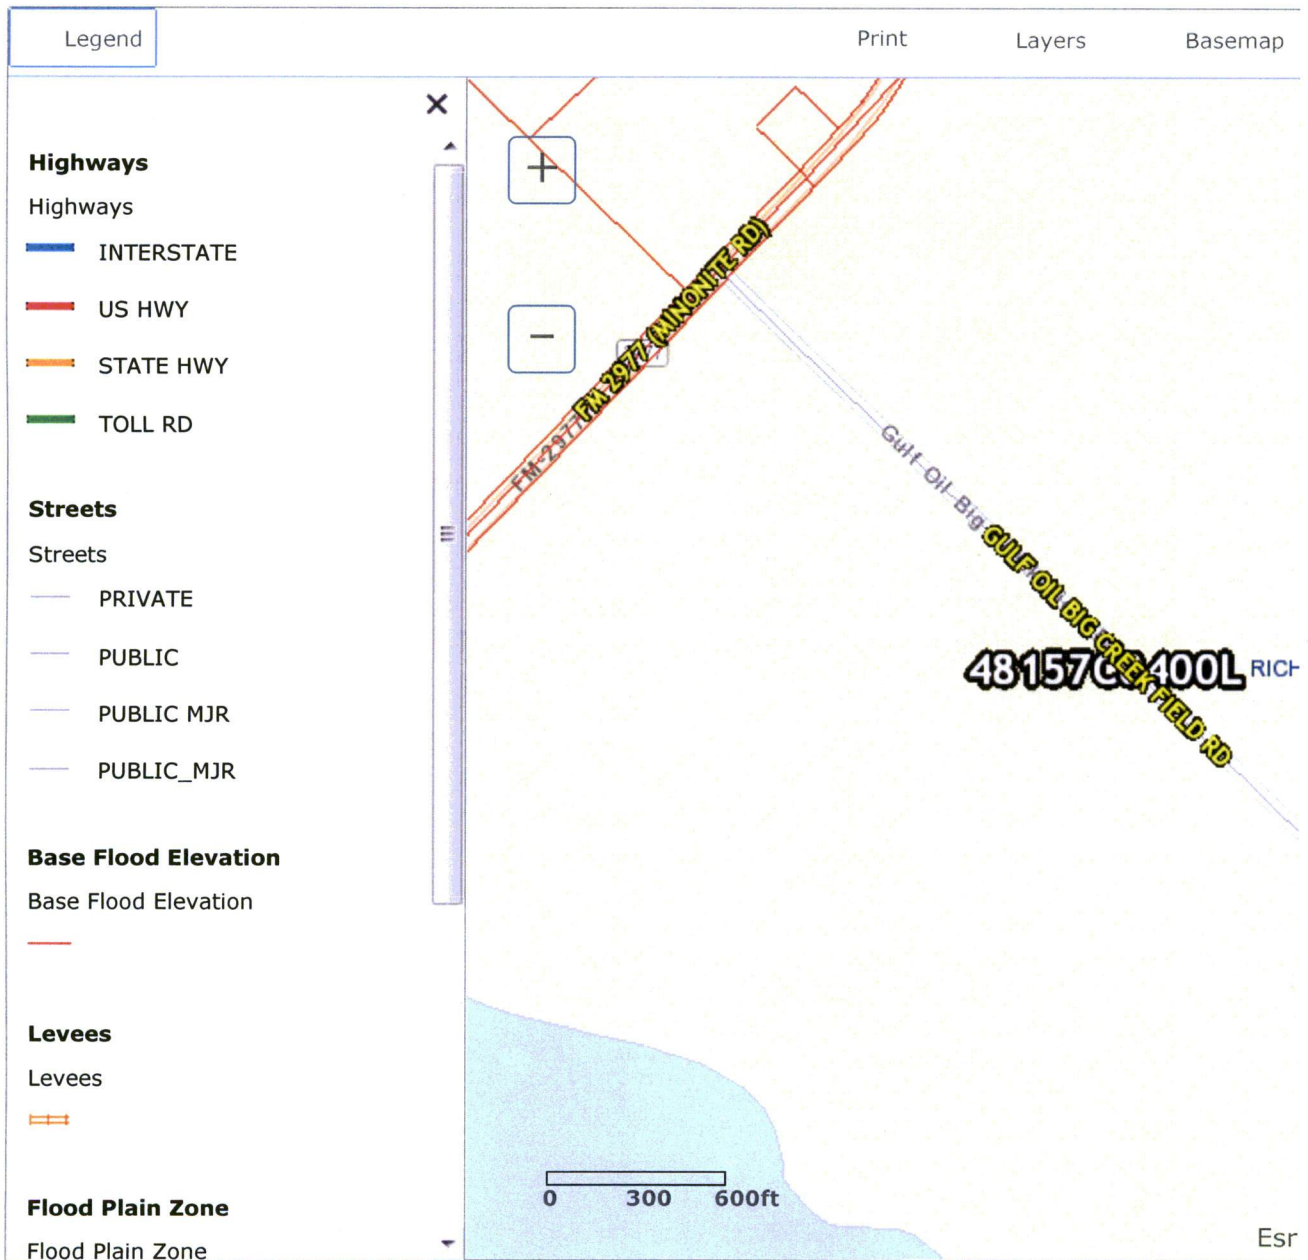 Legend
Print
Layers
Basemap
Highways
Highways
INTERSTATE
US HWY
STATE HWY
TOLL RD
Streets
Streets
PRIVATE
PUBLIC
PUBLIC MJR
PUBLIC_MJR
Base Flood Elevation
Base Flood Elevation
Levees
Levees
Flood Plain Zone
Flood Plain Zone
+
−
FM 2977 (MINONITE RD)
FM-2977
Gulf Oil Big
GULF OIL BIG CREEK FIELD RD
RICH
0 300 600ft
Esr